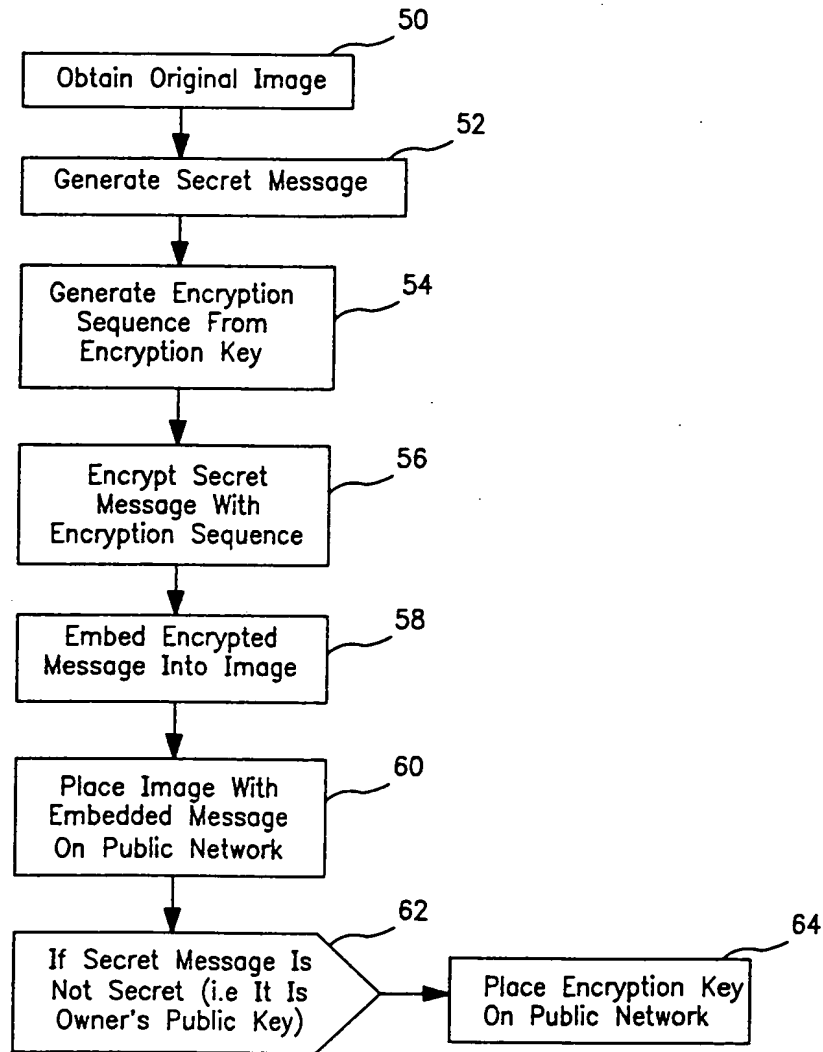 50
Obtain Original Image
52
Generate Secret Message
Generate Encryption
Sequence From
Encryption Key
54
Encrypt Secret
Message With
Encryption Sequence
56
Embed Encrypted
Message Into Image
58
Place Image With
Embedded Message
On Public Network
60
62
If Secret Message Is
Not Secret (i.e It Is
Owner's Public Key)
64
Place Encryption Key
On Public Network